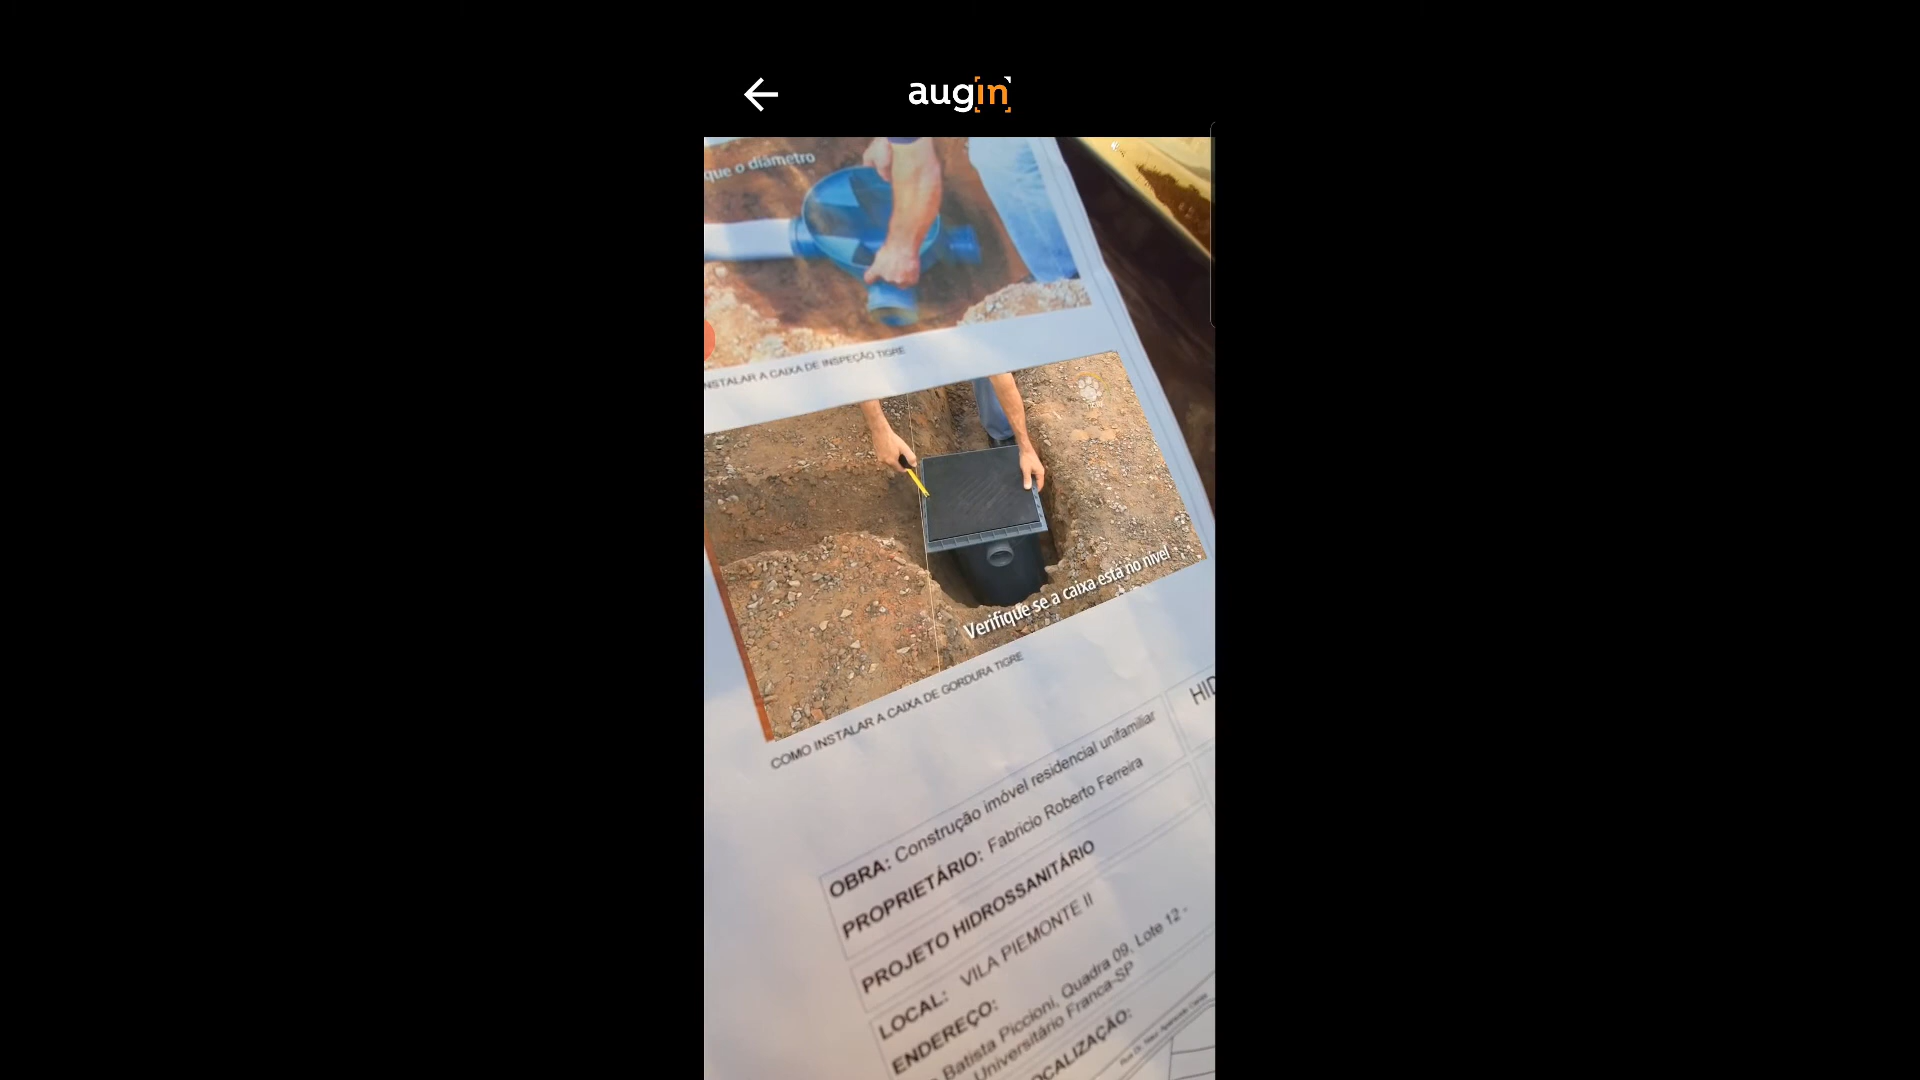 augin
que o diâmetro
NSTALAR A CAIXA DE INSPEÇÃO TIGRE
Verifique se a caixa está no nível
COMO INSTALAR A CAIXA DE GORDURA TIGRE
HID
OBRA: Construção imóvel residencial unifamiliar
PROPRIETÁRIO: Fabricio Roberto Ferreira
PROJETO HIDROSSANITÁRIO
LOCAL: VILA PIEMONTE II
ENDEREÇO:
Batista Piccioni, Quadra 09, Lote 12 -
Universitário Franca-SP
OCALIZAÇÃO: